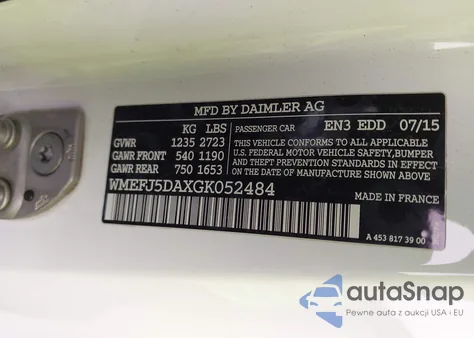 MFD BY DAIMLER AG
KG LBS
GVWR 1235 2723
GAWR FRONT 540 1190
GAWR REAR 750 1653
PASSENGER CAR EN3 EDD 07/15
THIS VEHICLE CONFORMS TO ALL APPLICABLE
U.S. FEDERAL MOTOR VEHICLE SAFETY, BUMPER
AND THEFT PREVENTION STANDARDS IN EFFECT
ON THE DATE OF MANUFACTURE SHOWN ABOVE.
WMEFJ5DAXGK052484
MADE IN FRANCE
A 453 817 39 00
autoSnap
Pewne auta z aukcji USA i EU